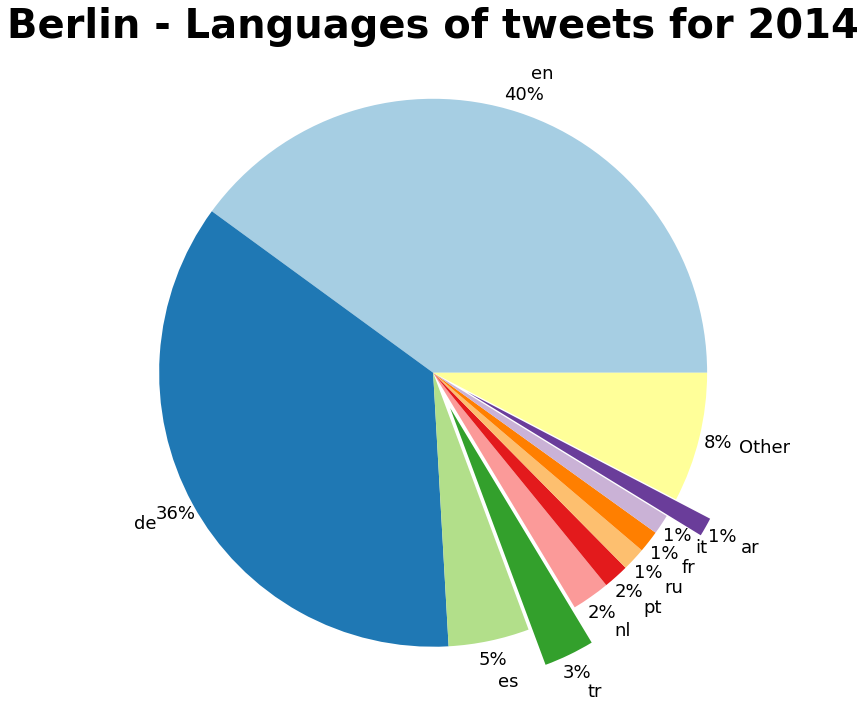 Berlin - Languages of tweets for 2014
en
40%
de
36%
5%
es
3%
tr
2%
nl
2%
pt
1%
ru
1%
fr
1%
it
1%
ar
8%
Other